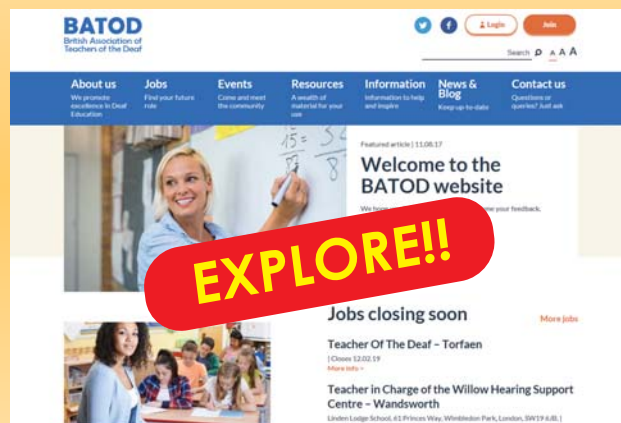 BATOD
British Association of
Teachers of the Deaf
Login
Join
Search
A A A
About us
We promote
excellence in Deaf
Education
Jobs
Find your future
role
Events
Come and meet
the community
Resources
A wealth of
material for your
use
Information
Information to help
and inspire
News &
Blog
Keep up-to-date
Contact us
Questions or
queries? Just ask
15=
Featured article | 11.08.17
Welcome to the
BATOD website
We hope your feedback.
EXPLORE!!
Jobs closing soon
More jobs
Teacher Of The Deaf – Torfaen
| Closes 12.02.19
More info >
Teacher in Charge of the Willow Hearing Support
Centre – Wandsworth
Linden Lodge School, 61 Princes Way, Wimbledon Park, London, SW19 6JB. |